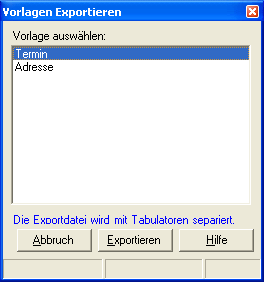 Vorlagen Exportieren
Vorlage auswählen:
Termin
Adresse
Die Exportdatei wird mit Tabulatoren separiert.
Abbruch Exportieren Hilfe